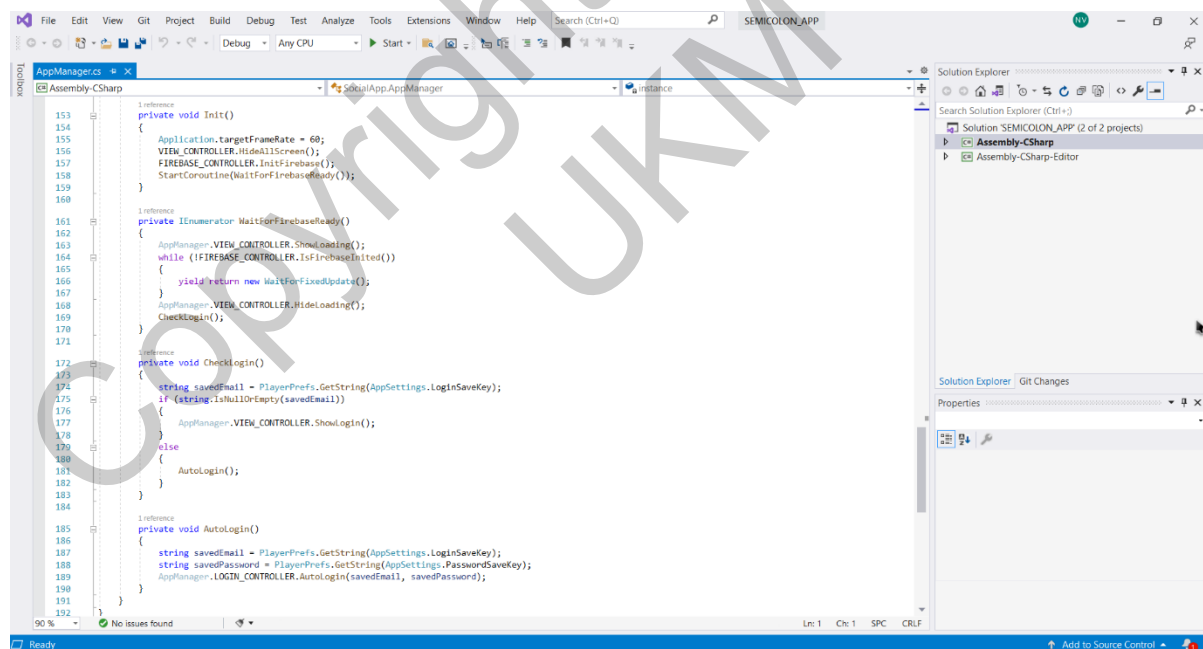 File Edit View Git Project Build Debug Test Analyze Tools Extensions Window Help Search (Ctrl+Q) SEMICOLON_APP NV
Debug Any CPU Start
Toolbox
AppManager.cs
Assembly-CSharp SocialApp.AppManager instance
1 reference
153 private void Init()
154 {
155 Application.targetFrameRate = 60;
156 VIEW_CONTROLLER.HideAllScreen();
157 FIREBASE_CONTROLLER.InitFirebase();
158 StartCoroutine(WaitForFirebaseReady());
159 }
160
1 reference
161 private IEnumerator WaitForFirebaseReady()
162 {
163 AppManager.VIEW_CONTROLLER.ShowLoading();
164 while (!FIREBASE_CONTROLLER.IsFirebaseInited())
165 {
166 yield return new WaitForFixedUpdate();
167 }
168 AppManager.VIEW_CONTROLLER.HideLoading();
169 CheckLogin();
170 }
171
1 reference
172 private void CheckLogin()
173 {
174 string savedEmail = PlayerPrefs.GetString(AppSettings.LoginSaveKey);
175 if (string.IsNullOrEmpty(savedEmail))
176 {
177 AppManager.VIEW_CONTROLLER.ShowLogin();
178 }
179 else
180 {
181 AutoLogin();
182 }
183 }
184
1 reference
185 private void AutoLogin()
186 {
187 string savedEmail = PlayerPrefs.GetString(AppSettings.LoginSaveKey);
188 string savedPassword = PlayerPrefs.GetString(AppSettings.PasswordSaveKey);
189 AppManager.LOGIN_CONTROLLER.AutoLogin(savedEmail, savedPassword);
190 }
191 }
192 }
90 % No issues found Ln: 1 Ch: 1 SPC CRLF
Solution Explorer
Search Solution Explorer (Ctrl+;)
Solution 'SEMICOLON_APP' (2 of 2 projects)
Assembly-CSharp
Assembly-CSharp-Editor
Solution Explorer Git Changes
Properties
Ready Add to Source Control 1
Copyright
UKM